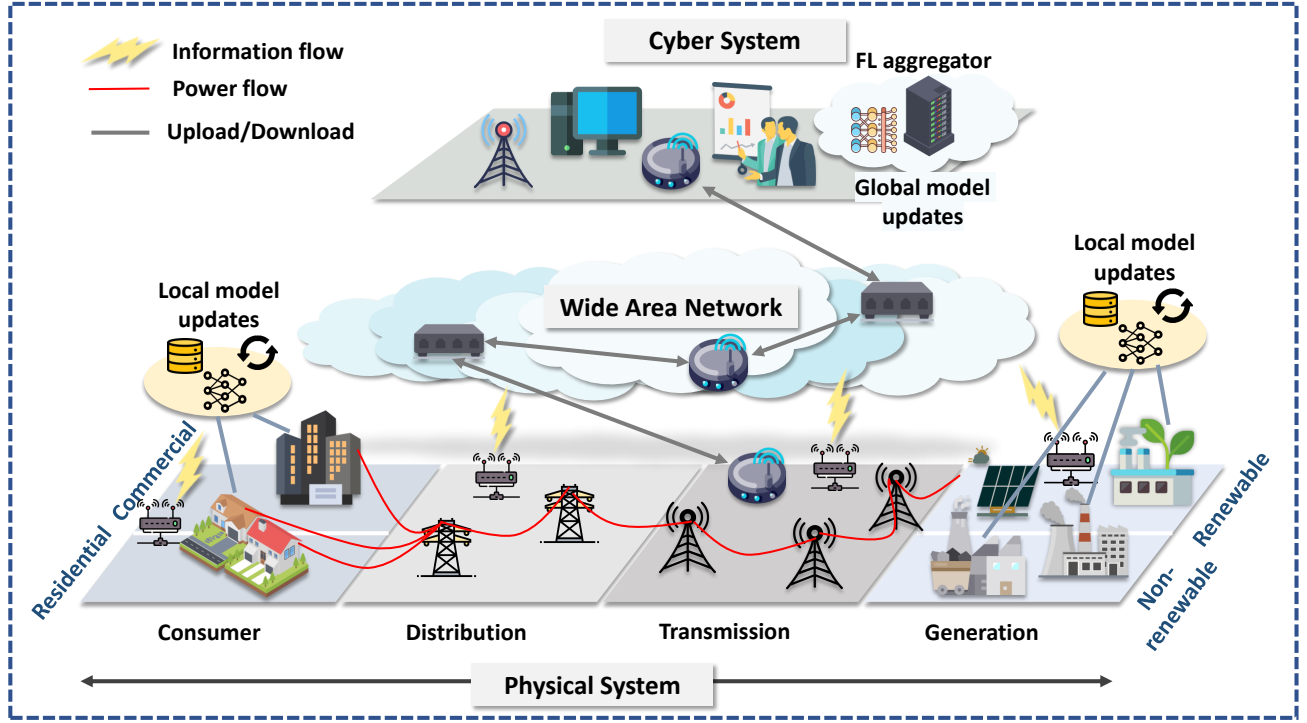 Cyber System
Information flow
Power flow
Upload/Download
FL aggregator
Global model
updates
Local model
updates
Wide Area Network
Local model
updates
Residential
Commercial
Renewable
Non-
renewable
Consumer
Distribution
Transmission
Generation
Physical System